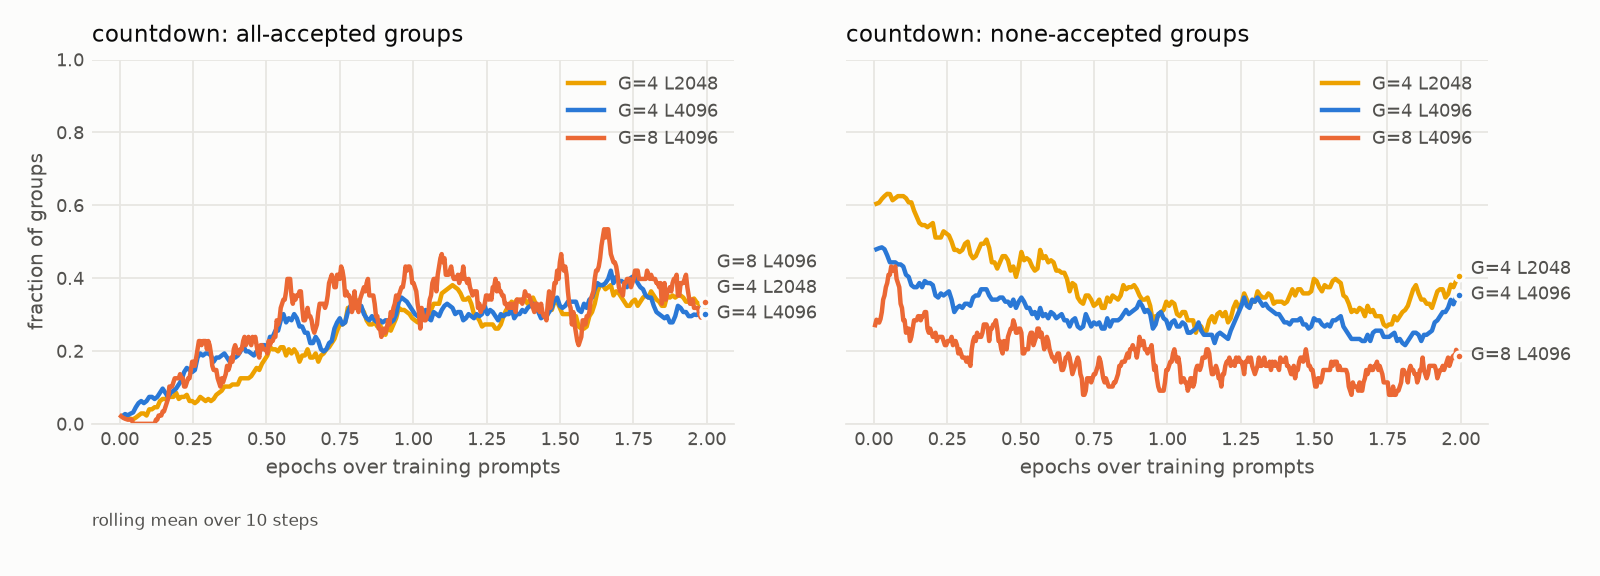 countdown: all-accepted groups
1.0
0.8
0.6
0.4
0.2
0.0
fraction of groups
G=4 L2048
G=4 L4096
G=8 L4096
G=8 L4096
G=4 L2048
G=4 L4096
0.00 0.25 0.50 0.75 1.00 1.25 1.50 1.75 2.00
epochs over training prompts
countdown: none-accepted groups
G=4 L2048
G=4 L4096
G=8 L4096
G=4 L2048
G=4 L4096
G=8 L4096
0.00 0.25 0.50 0.75 1.00 1.25 1.50 1.75 2.00
epochs over training prompts
rolling mean over 10 steps